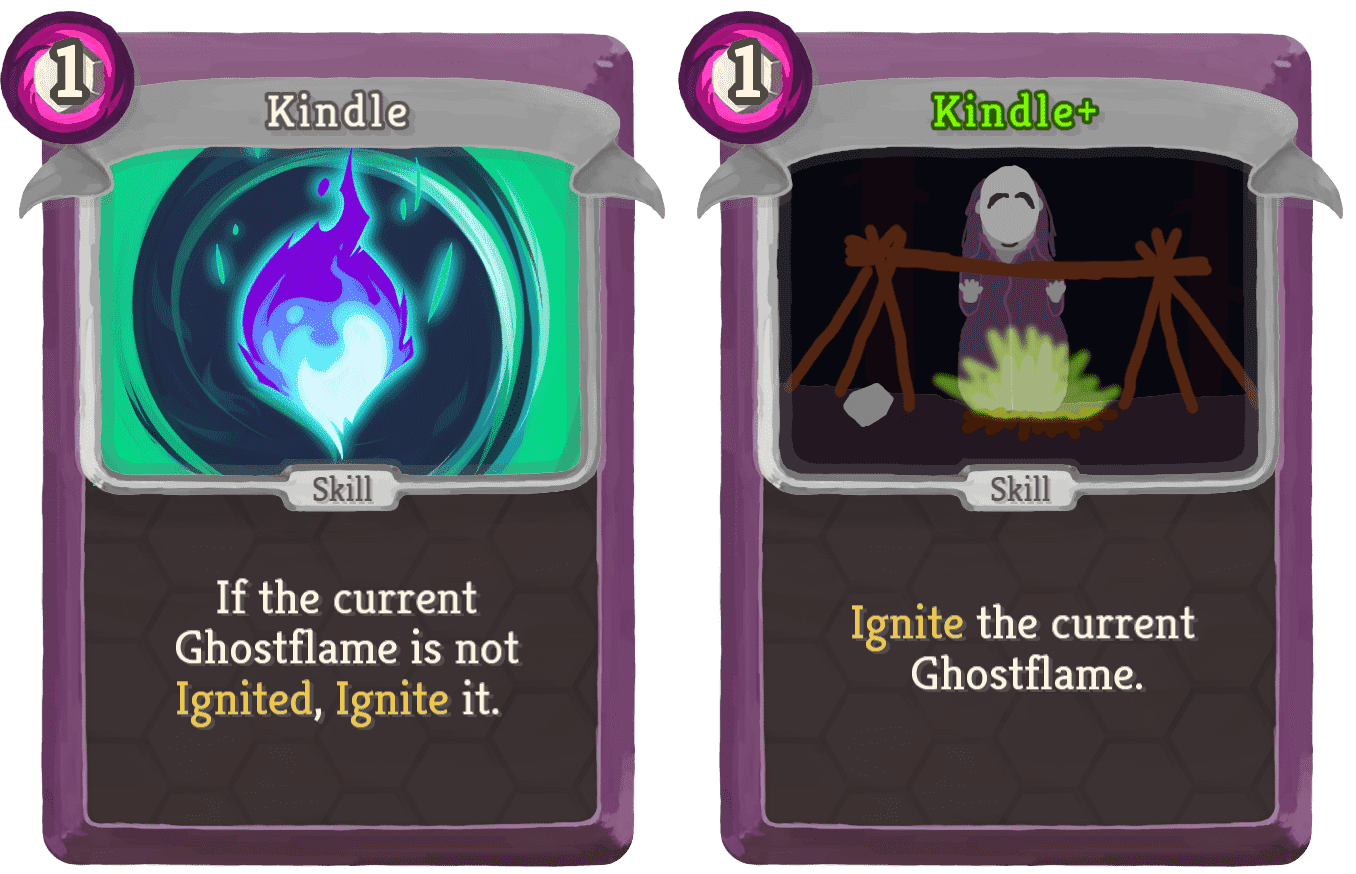 1
Kindle
Skill
If the current
Ghostflame is not
Ignited, Ignite it.
1
Kindle+
Skill
Ignite the current
Ghostflame.